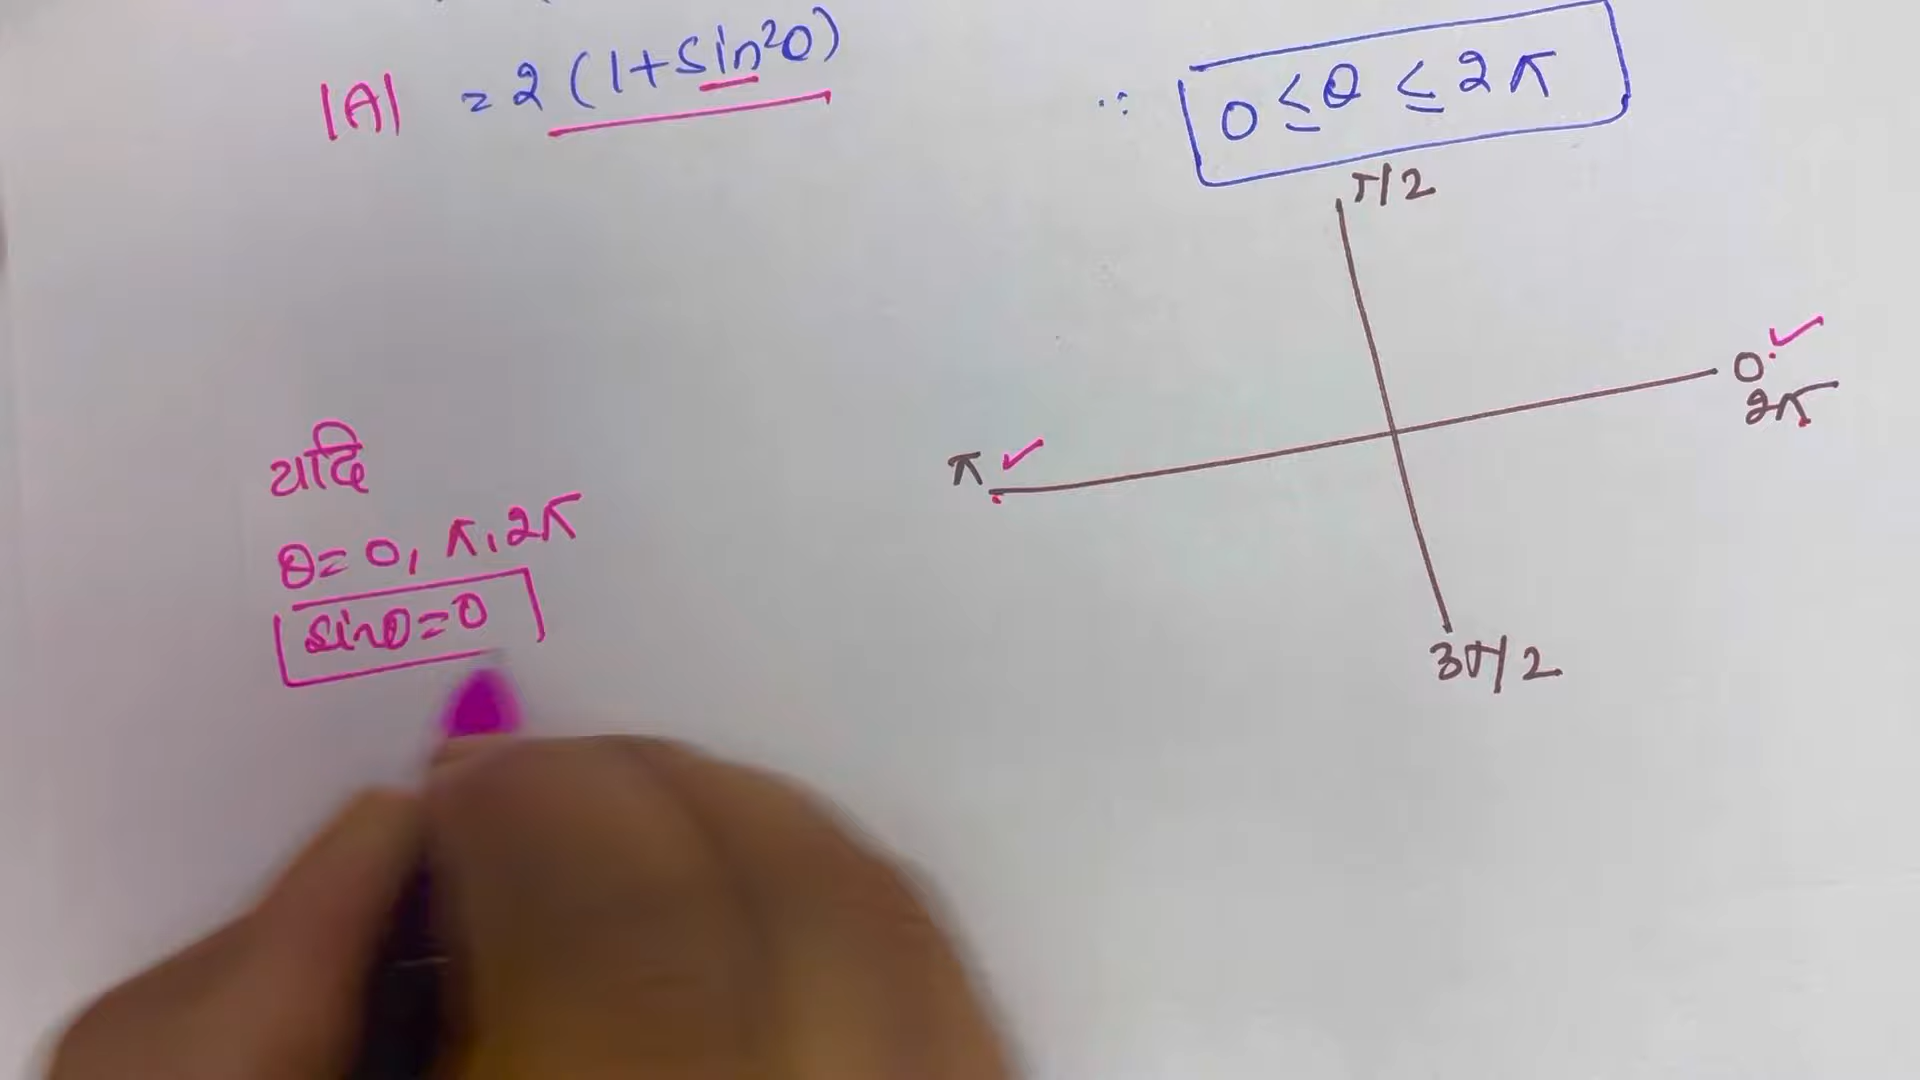 |A| = 2 (1+sin²θ)
∵ 0 ≤ θ ≤ 2π
π/2
0
2π
π
3π/2
यदि
θ = 0, π, 2π
sinθ = 0